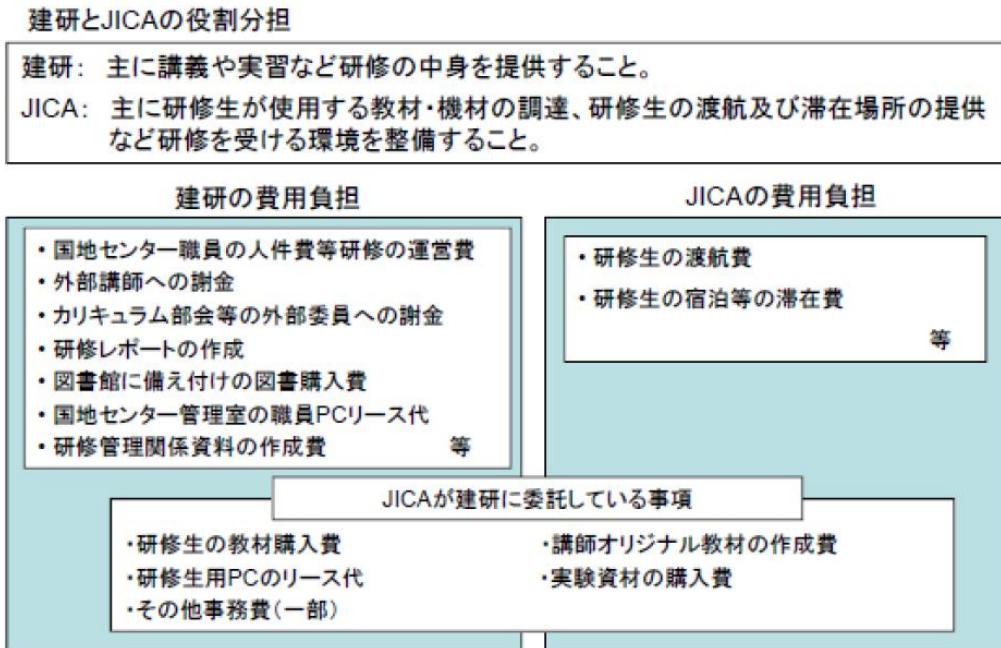 建研とJICAの役割分担
建研： 主に講義や実習など研修の中身を提供すること。
JICA： 主に研修生が使用する教材・機材の調達、研修生の渡航及び滞在場所の提供
など研修を受ける環境を整備すること。
建研の費用負担
・国地センター職員の人件費等研修の運営費
・外部講師への謝金
・カリキュラム部会等の外部委員への謝金
・研修レポートの作成
・図書館に備え付けの図書購入費
・国地センター管理室の職員PCリース代
・研修管理関係資料の作成費 等
JICAの費用負担
・研修生の渡航費
・研修生の宿泊等の滞在費
等
JICAが建研に委託している事項
・研修生の教材購入費
・研修生用PCのリース代
・その他事務費（一部）
・講師オリジナル教材の作成費
・実験資材の購入費